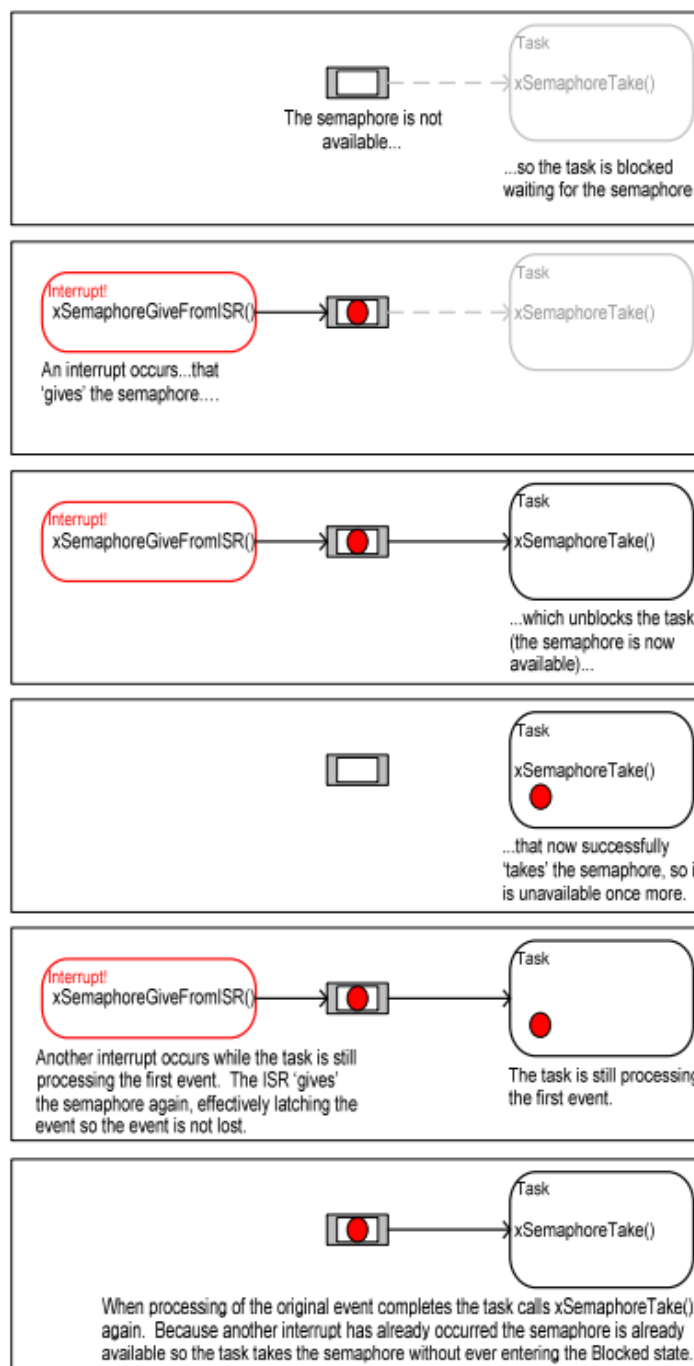 Task
xSemaphoreTake()
The semaphore is not
available...
...so the task is blocked
waiting for the semaphore
Interrupt!
xSemaphoreGiveFromISR()
Task
xSemaphoreTake()
An interrupt occurs...that
'gives' the semaphore....
Interrupt!
xSemaphoreGiveFromISR()
Task
xSemaphoreTake()
...which unblocks the task
(the semaphore is now
available)...
Task
xSemaphoreTake()
...that now successfully
'takes' the semaphore, so
is unavailable once more.
Interrupt!
xSemaphoreGiveFromISR()
Task
Another interrupt occurs while the task is still
processing the first event. The ISR 'gives'
the semaphore again, effectively latching the
event so the event is not lost.
The task is still processing
the first event.
Task
xSemaphoreTake()
When processing of the original event completes the task calls xSemaphoreTake()
again. Because another interrupt has already occurred the semaphore is already
available so the task takes the semaphore without ever entering the Blocked state.